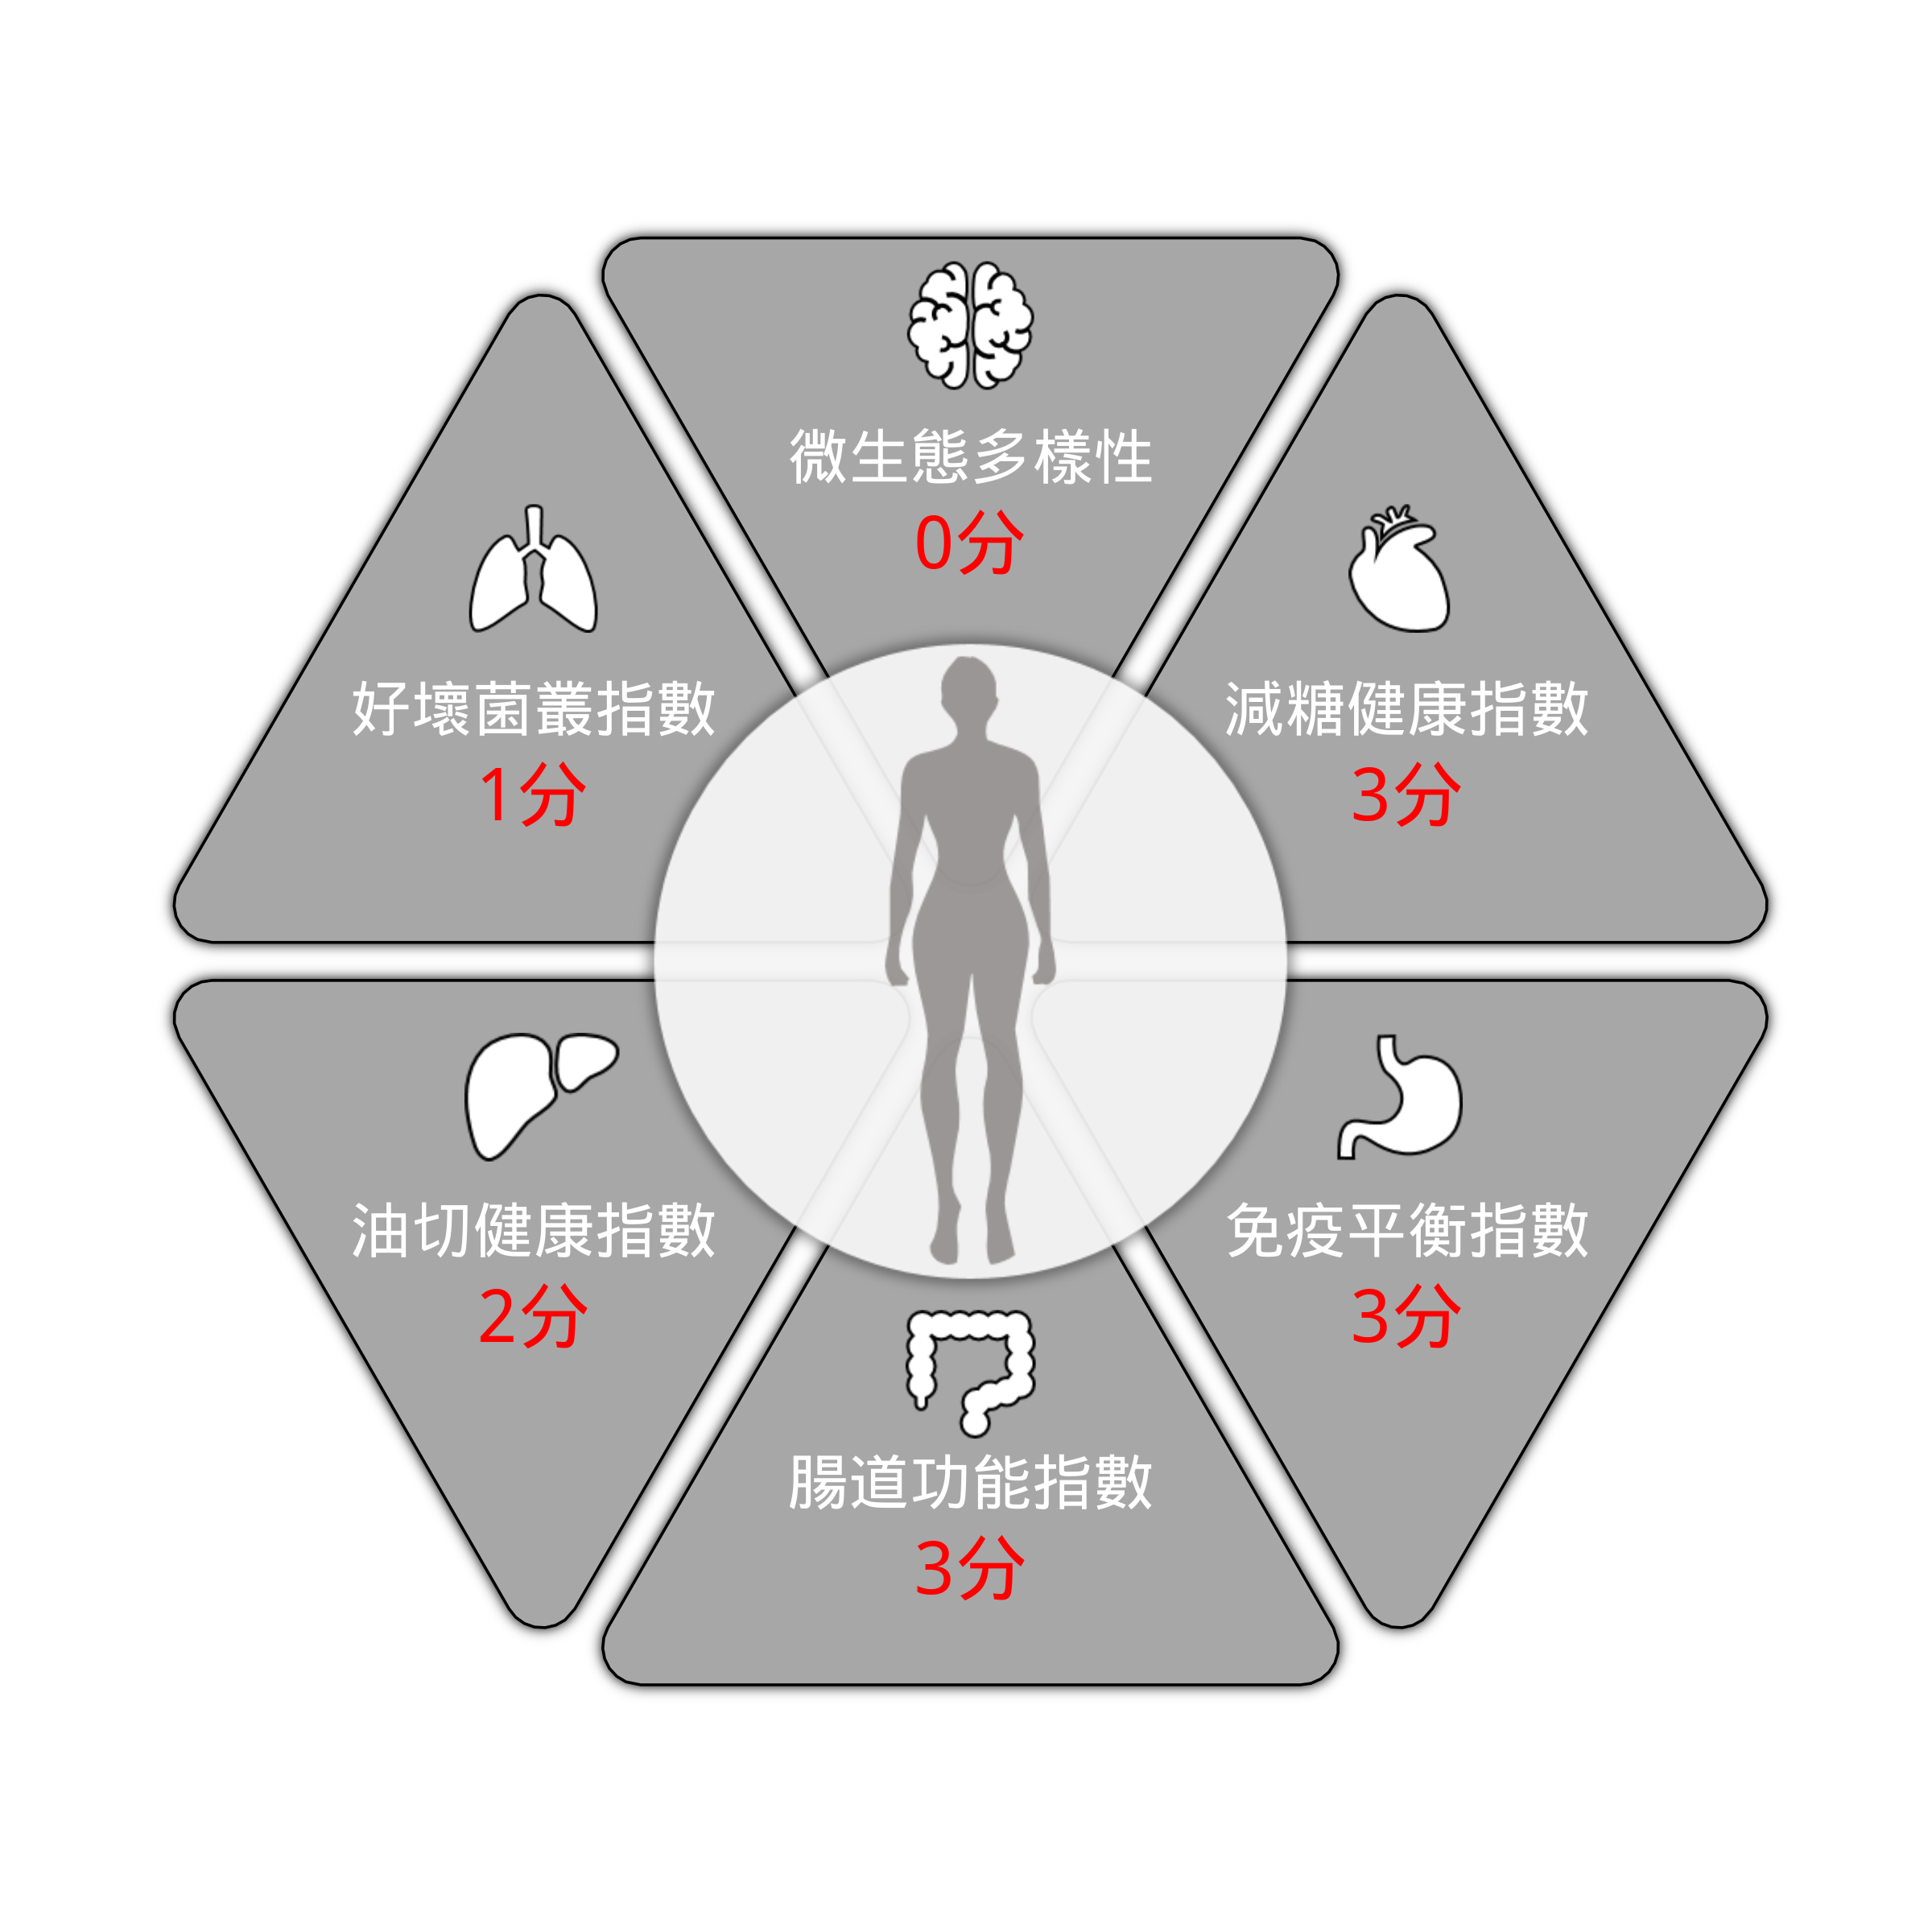 微生態多樣性
0分
好壞菌叢指數
1分
減糖健康指數
3分
油切健康指數
2分
免疫平衡指數
3分
腸道功能指數
3分